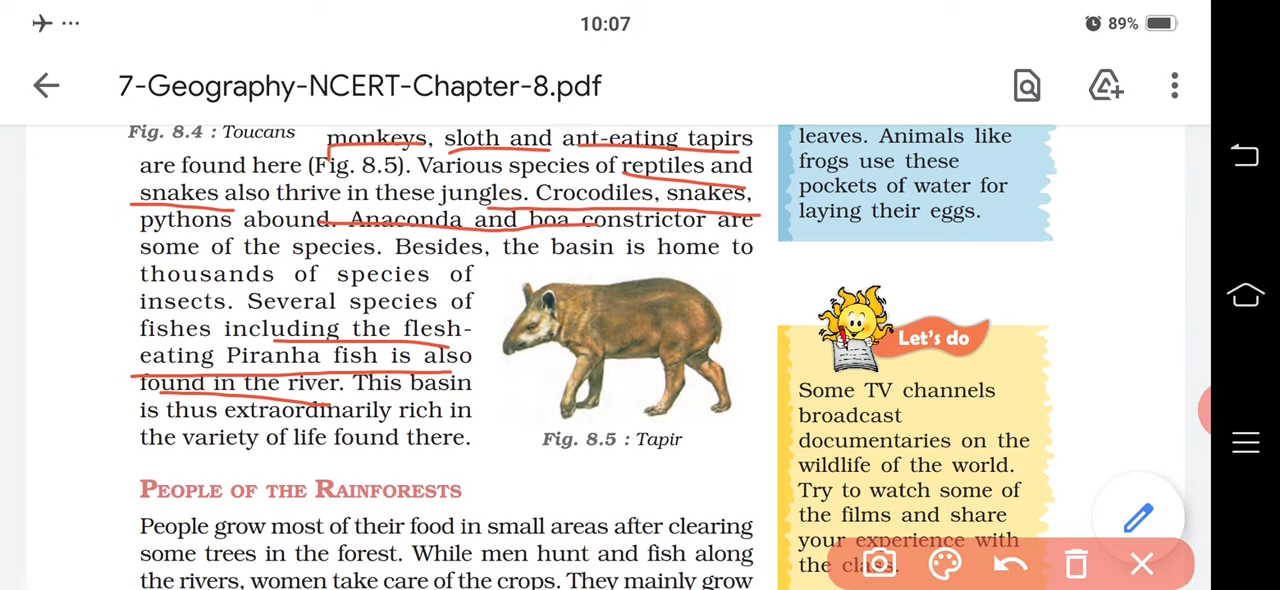 10:07
89%
7-Geography-NCERT-Chapter-8.pdf
Fig. 8.4 : Toucans
monkeys, sloth and ant-eating tapirs
are found here (Fig. 8.5). Various species of reptiles and
snakes also thrive in these jungles. Crocodiles, snakes,
pythons abound. Anaconda and boa constrictor are
some of the species. Besides, the basin is home to
thousands of species of
insects. Several species of
fishes including the flesh-
eating Piranha fish is also
found in the river. This basin
is thus extraordinarily rich in
the variety of life found there.
Fig. 8.5 : Tapir
PEOPLE OF THE RAINFORESTS
People grow most of their food in small areas after clearing
some trees in the forest. While men hunt and fish along
the rivers, women take care of the crops. They mainly grow
leaves. Animals like
frogs use these
pockets of water for
laying their eggs.
Let's do
Some TV channels
broadcast
documentaries on the
wildlife of the world.
Try to watch some of
the films and share
your experience with
the class.